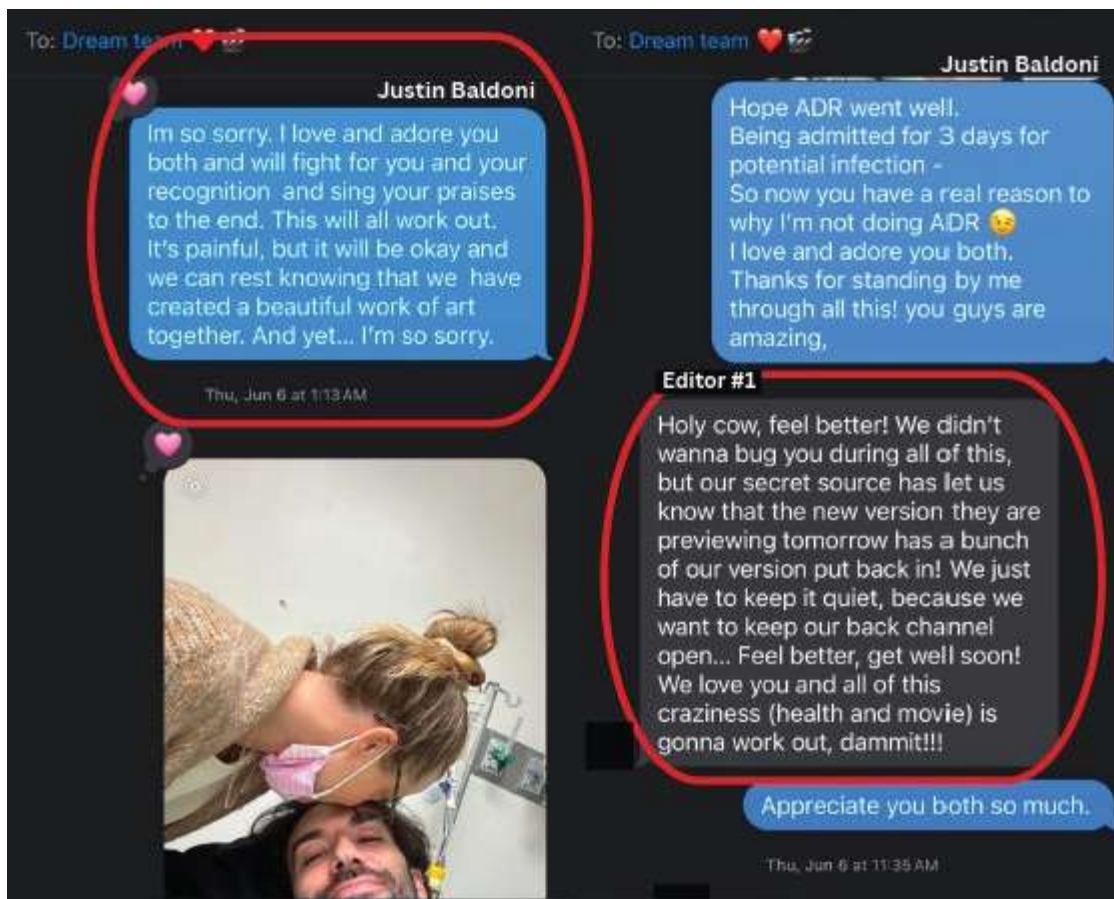 To: Dream team ❤️🎬
Justin Baldoni
Im so sorry. I love and adore you
both and will fight for you and your
recognition and sing your praises
to the end. This will all work out.
It's painful, but it will be okay and
we can rest knowing that we have
created a beautiful work of art
together. And yet... I'm so sorry.
Thu, Jun 6 at 1:13 AM
To: Dream team ❤️🎬
Justin Baldoni
Hope ADR went well.
Being admitted for 3 days for
potential infection -
So now you have a real reason to
why I'm not doing ADR 😉
I love and adore you both.
Thanks for standing by me
through all this! you guys are
amazing,
Editor #1
Holy cow, feel better! We didn't
wanna bug you during all of this,
but our secret source has let us
know that the new version they are
previewing tomorrow has a bunch
of our version put back in! We just
have to keep it quiet, because we
want to keep our back channel
open... Feel better, get well soon!
We love you and all of this
craziness (health and movie) is
gonna work out, dammit!!!
Appreciate you both so much.
Thu, Jun 6 at 11:35 AM